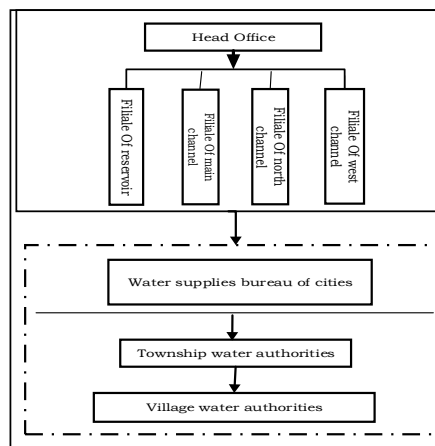 Head Office
Filiale Of reservoir
Filiale Of main
channel
Filiale Of north
channel
Filiale Of west
channel
Water supplies bureau of cities
Township water authorities
Village water authorities